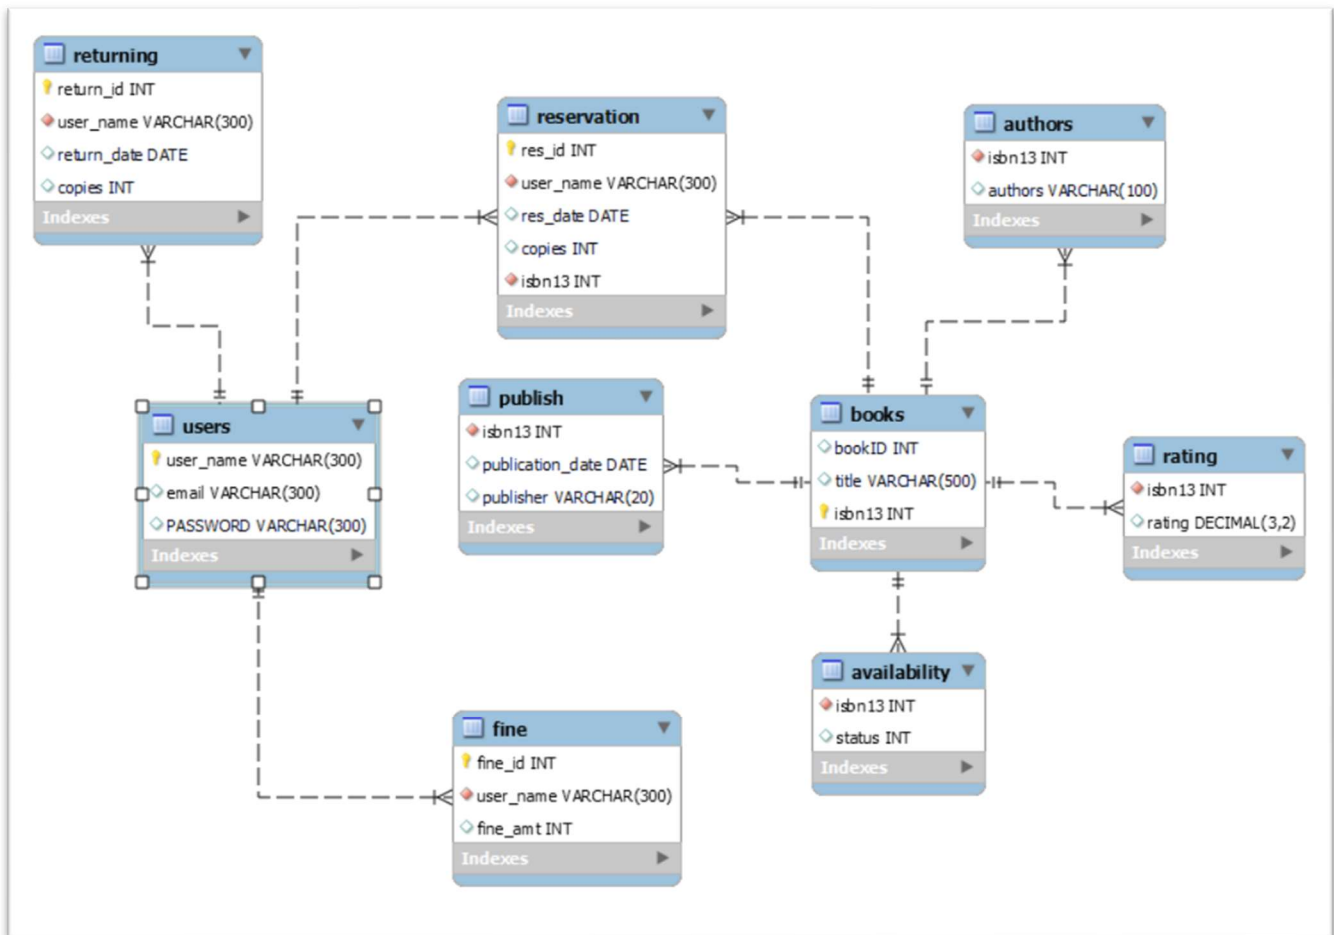 returning
return_id INT
user_name VARCHAR(300)
return_date DATE
copies INT
Indexes
reservation
res_id INT
user_name VARCHAR(300)
res_date DATE
copies INT
isbn13 INT
Indexes
authors
isbn13 INT
authors VARCHAR(100)
Indexes
users
user_name VARCHAR(300)
email VARCHAR(300)
PASSWORD VARCHAR(300)
Indexes
publish
isbn13 INT
publication_date DATE
publisher VARCHAR(20)
Indexes
books
bookID INT
title VARCHAR(500)
isbn13 INT
Indexes
rating
isbn13 INT
rating DECIMAL(3,2)
Indexes
fine
fine_id INT
user_name VARCHAR(300)
fine_amt INT
Indexes
availability
isbn13 INT
status INT
Indexes